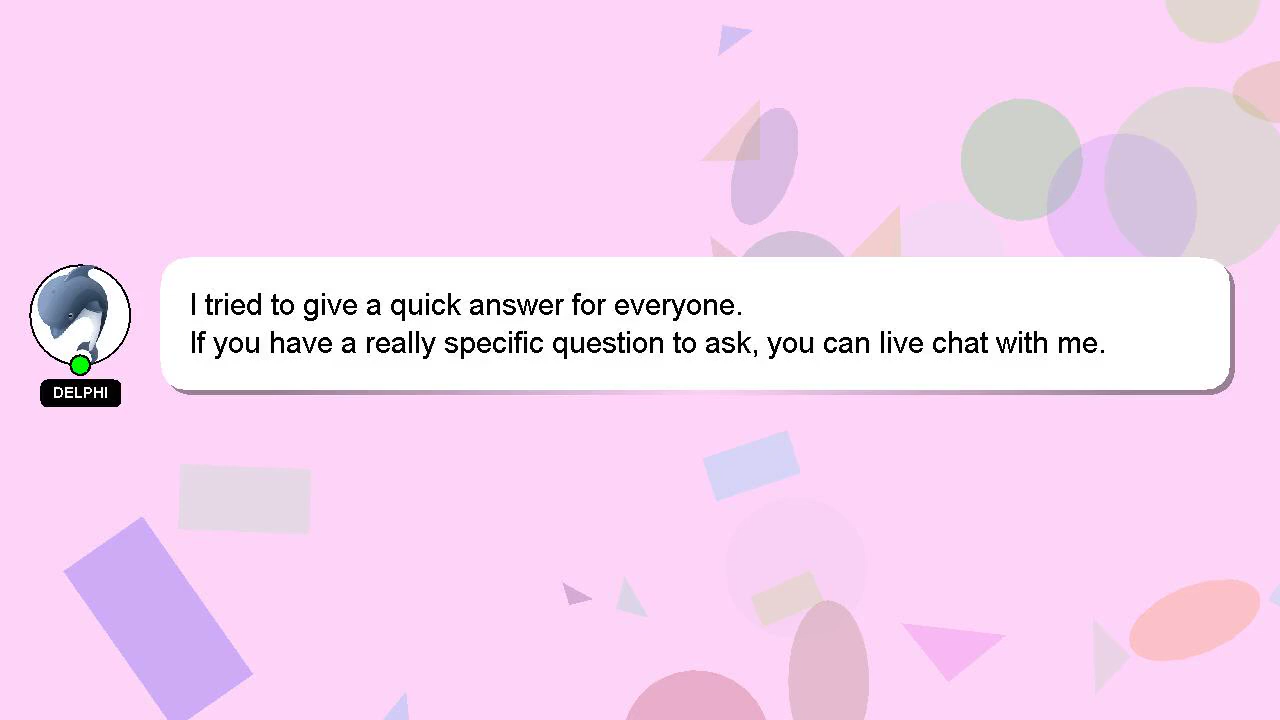 I tried to give a quick answer for everyone.
If you have a really specific question to ask, you can live chat with me.
DELPHI